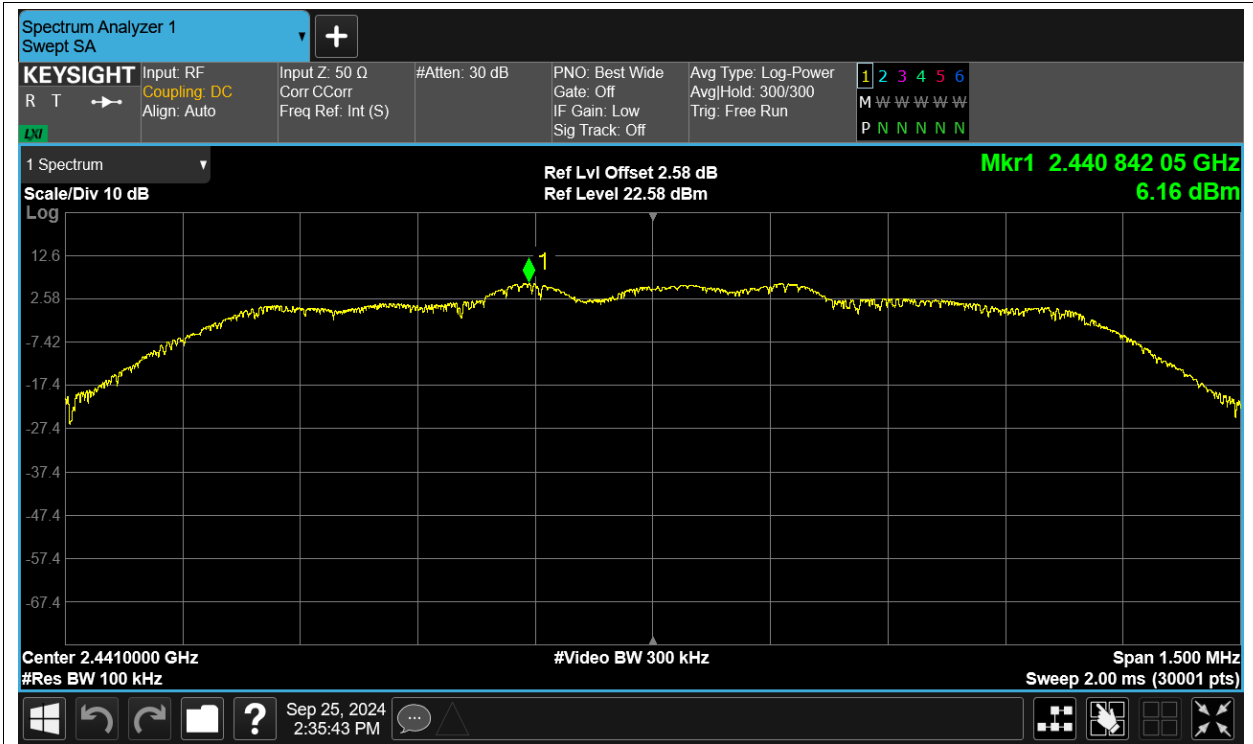 Spectrum Analyzer 1
Swept SA
KEYSIGHT
R T
LXI
Input: RF
Coupling: DC
Align: Auto
Input Z: 50 Ω
Corr CCorr
Freq Ref: Int (S)
#Atten: 30 dB
PNO: Best Wide
Gate: Off
IF Gain: Low
Sig Track: Off
Avg Type: Log-Power
Avg|Hold: 300/300
Trig: Free Run
1 2 3 4 5 6
M W W W W W
P N N N N N
1 Spectrum
Scale/Div 10 dB
Log
Ref Lvl Offset 2.58 dB
Ref Level 22.58 dBm
Mkr1 2.440 842 05 GHz
6.16 dBm
1
12.6
2.58
-7.42
-17.4
-27.4
-37.4
-47.4
-57.4
-67.4
Center 2.4410000 GHz
#Res BW 100 kHz
#Video BW 300 kHz
Span 1.500 MHz
Sweep 2.00 ms (30001 pts)
?
Sep 25, 2024
2:35:43 PM